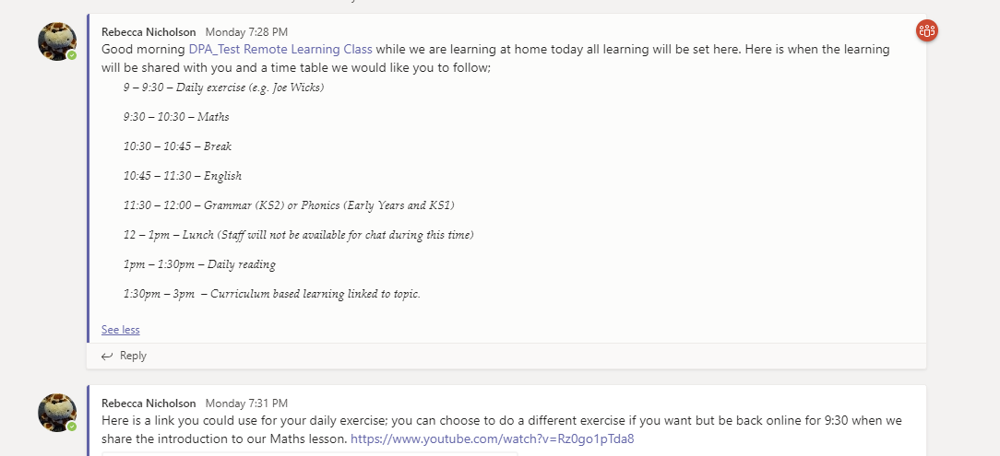 Rebecca Nicholson Monday 7:28 PM
Good morning DPA_Test Remote Learning Class while we are learning at home today all learning will be set here. Here is when the learning
will be shared with you and a time table we would like you to follow;
9 – 9:30 – Daily exercise (e.g. Joe Wicks)
9:30 – 10:30 – Maths
10:30 – 10:45 – Break
10:45 – 11:30 – English
11:30 – 12:00 – Grammar (KS2) or Phonics (Early Years and KS1)
12 – 1pm – Lunch (Staff will not be available for chat during this time)
1pm – 1:30pm – Daily reading
1:30pm – 3pm – Curriculum based learning linked to topic.
See less
Reply
Rebecca Nicholson Monday 7:31 PM
Here is a link you could use for your daily exercise; you can choose to do a different exercise if you want but be back online for 9:30 when we
share the introduction to our Maths lesson. https://www.youtube.com/watch?v=Rz0go1pTda8